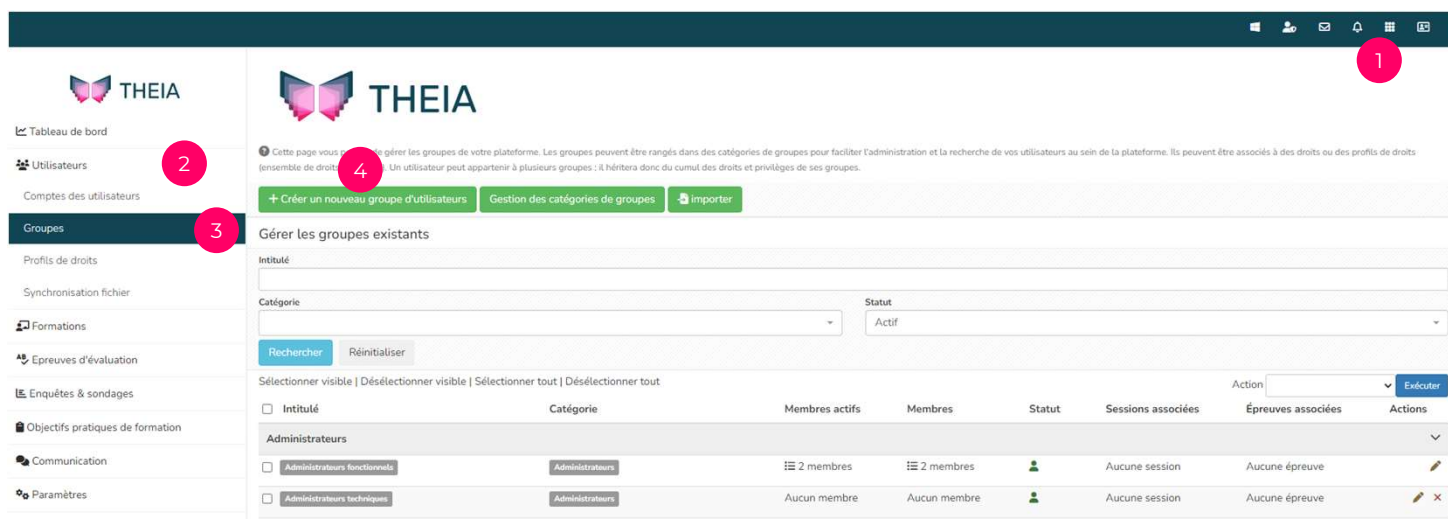 1
THEIA
THEIA
Tableau de bord
Utilisateurs
2
Comptes des utilisateurs
Groupes
3
Profils de droits
Synchronisation fichier
Formations
Epreuves d'évaluation
Enquêtes & sondages
Objectifs pratiques de formation
Communication
Paramètres
Cette page vous de gérer les groupes de votre plateforme. Les groupes peuvent être rangés dans des catégories de groupes pour faciliter l'administration et la recherche de vos utilisateurs au sein de la plateforme. Ils peuvent être associés à des droits ou des profils de droits
(ensemble de droits Un utilisateur peut appartenir à plusieurs groupes : il héritera donc du cumul des droits et privilèges de ses groupes.
4
+ Créer un nouveau groupe d'utilisateurs Gestion des catégories de groupes importer
Gérer les groupes existants
Intitulé
Catégorie Statut
Actif
Rechercher Réinitialiser
Sélectionner visible | Désélectionner visible | Sélectionner tout | Désélectionner tout Action Exécuter
Intitulé Catégorie Membres actifs Membres Statut Sessions associées Épreuves associées Actions
Administrateurs
Administrateurs fonctionnels Administrateurs 2 membres 2 membres Aucune session Aucune épreuve
Administrateurs techniques Administrateurs Aucun membre Aucun membre Aucune session Aucune épreuve